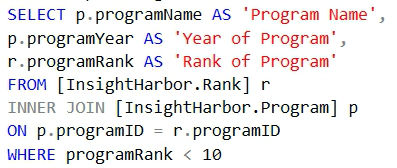 SELECT p.programName AS 'Program Name',
p.programYear AS 'Year of Program',
r.programRank AS 'Rank of Program'
FROM [InsightHarbor.Rank] r
INNER JOIN [InsightHarbor.Program] p
ON p.programID = r.programID
WHERE programRank < 10